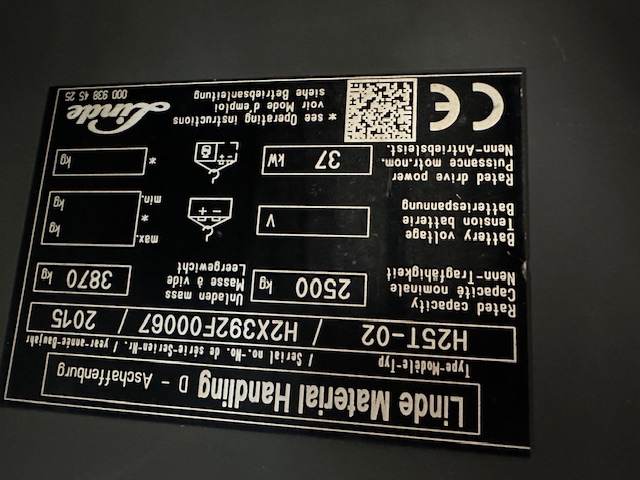 Linde Material Handling D - Aschaffenburg
Type-Modèle-Typ / Serial no.-No. de série-Serien-Nr. / year-année-Baujahr
H25T-02 / H2X392F00067 / 2015
Rated capacity
Capacité nominale
Nenn-Tragfähigkeit
2500 kg
Unladen mass
Masse à vide
Leergewicht
3870 kg
Battery voltage
Tension batterie
Batteriespannung
V
max. kg
*
min. kg
Rated drive power
Puissance motr.nom.
Nenn-Antriebsleist.
37 kW
* kg
CE
* see Operating instructions
voir Mode d'emploi
siehe Betriebsanleitung
Linde
000 938 45 25